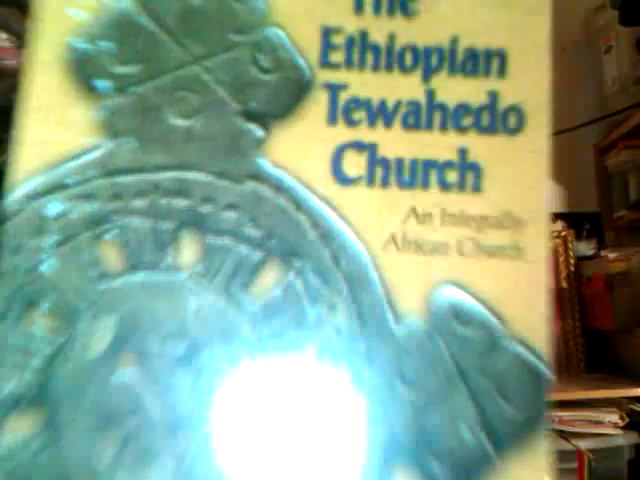 The
Ethiopian
Tewahedo
Church
An Integrally
African Church